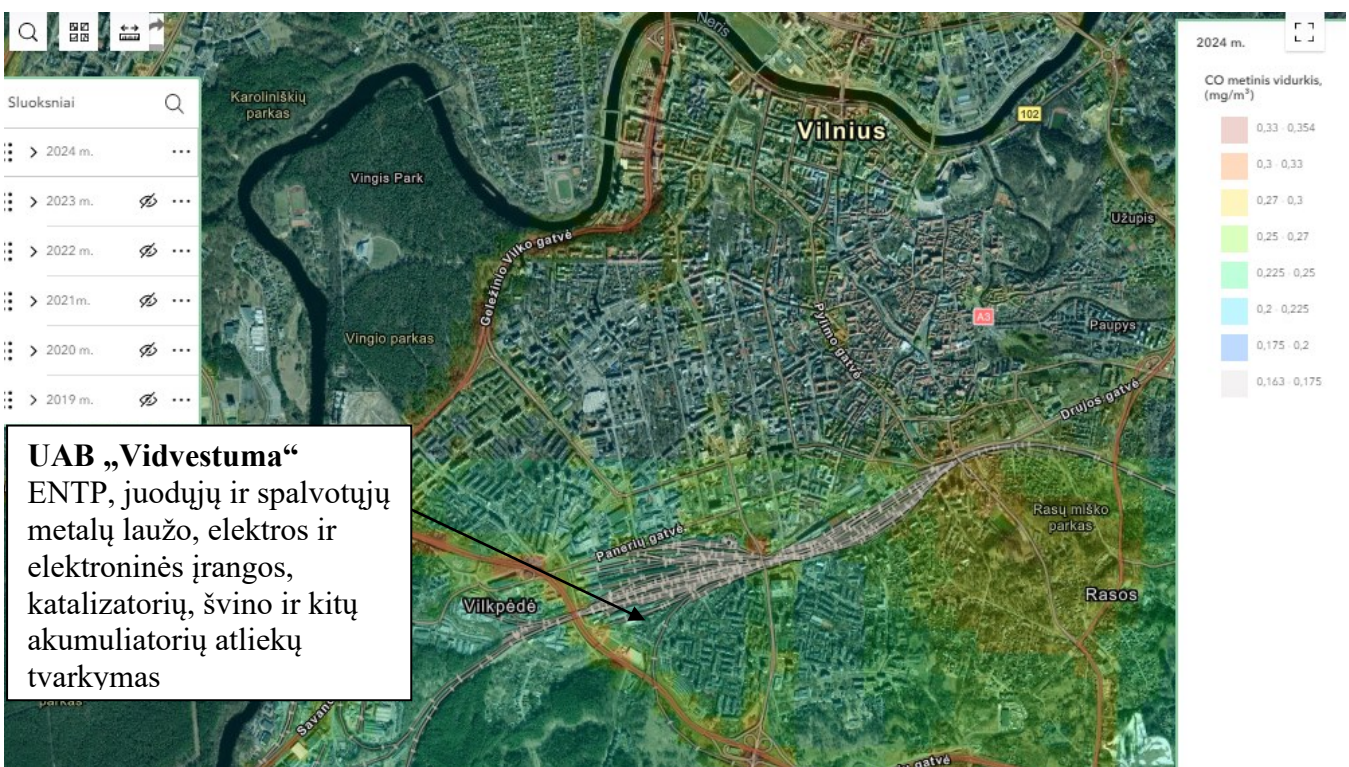 Neris
Karoliniškių
parkas
102
Vilnius
Vingis Park
Užupis
Geležinio Vilko gatvė
A3
Paupys
Pylimo gatvė
Vingio parkas
Drujos gatvė
Rasų miško
parkas
Panerių gatvė
Rasos
Vilkpėdė
parkas
Savano
ų gatvė
Sluoksniai
2024 m.
2023 m.
2022 m.
2021m.
2020 m.
2019 m.
UAB „Vidvestuma“
ENTP, juodųjų ir spalvotųjų
metalų laužo, elektros ir
elektroninės įrangos,
katalizatorių, švino ir kitų
akumuliatorių atliekų
tvarkymas
2024 m.
CO metinis vidurkis,
(mg/m³)
0,33 - 0,354
0,3 - 0,33
0,27 - 0,3
0,25 - 0,27
0,225 - 0,25
0,2 - 0,225
0,175 - 0,2
0,163 - 0,175